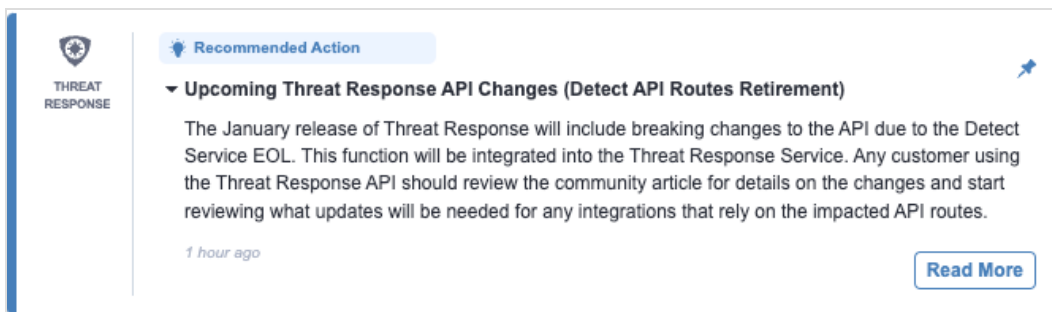 THREAT
RESPONSE
Recommended Action
Upcoming Threat Response API Changes (Detect API Routes Retirement)
The January release of Threat Response will include breaking changes to the API due to the Detect
Service EOL. This function will be integrated into the Threat Response Service. Any customer using
the Threat Response API should review the community article for details on the changes and start
reviewing what updates will be needed for any integrations that rely on the impacted API routes.
1 hour ago
Read More